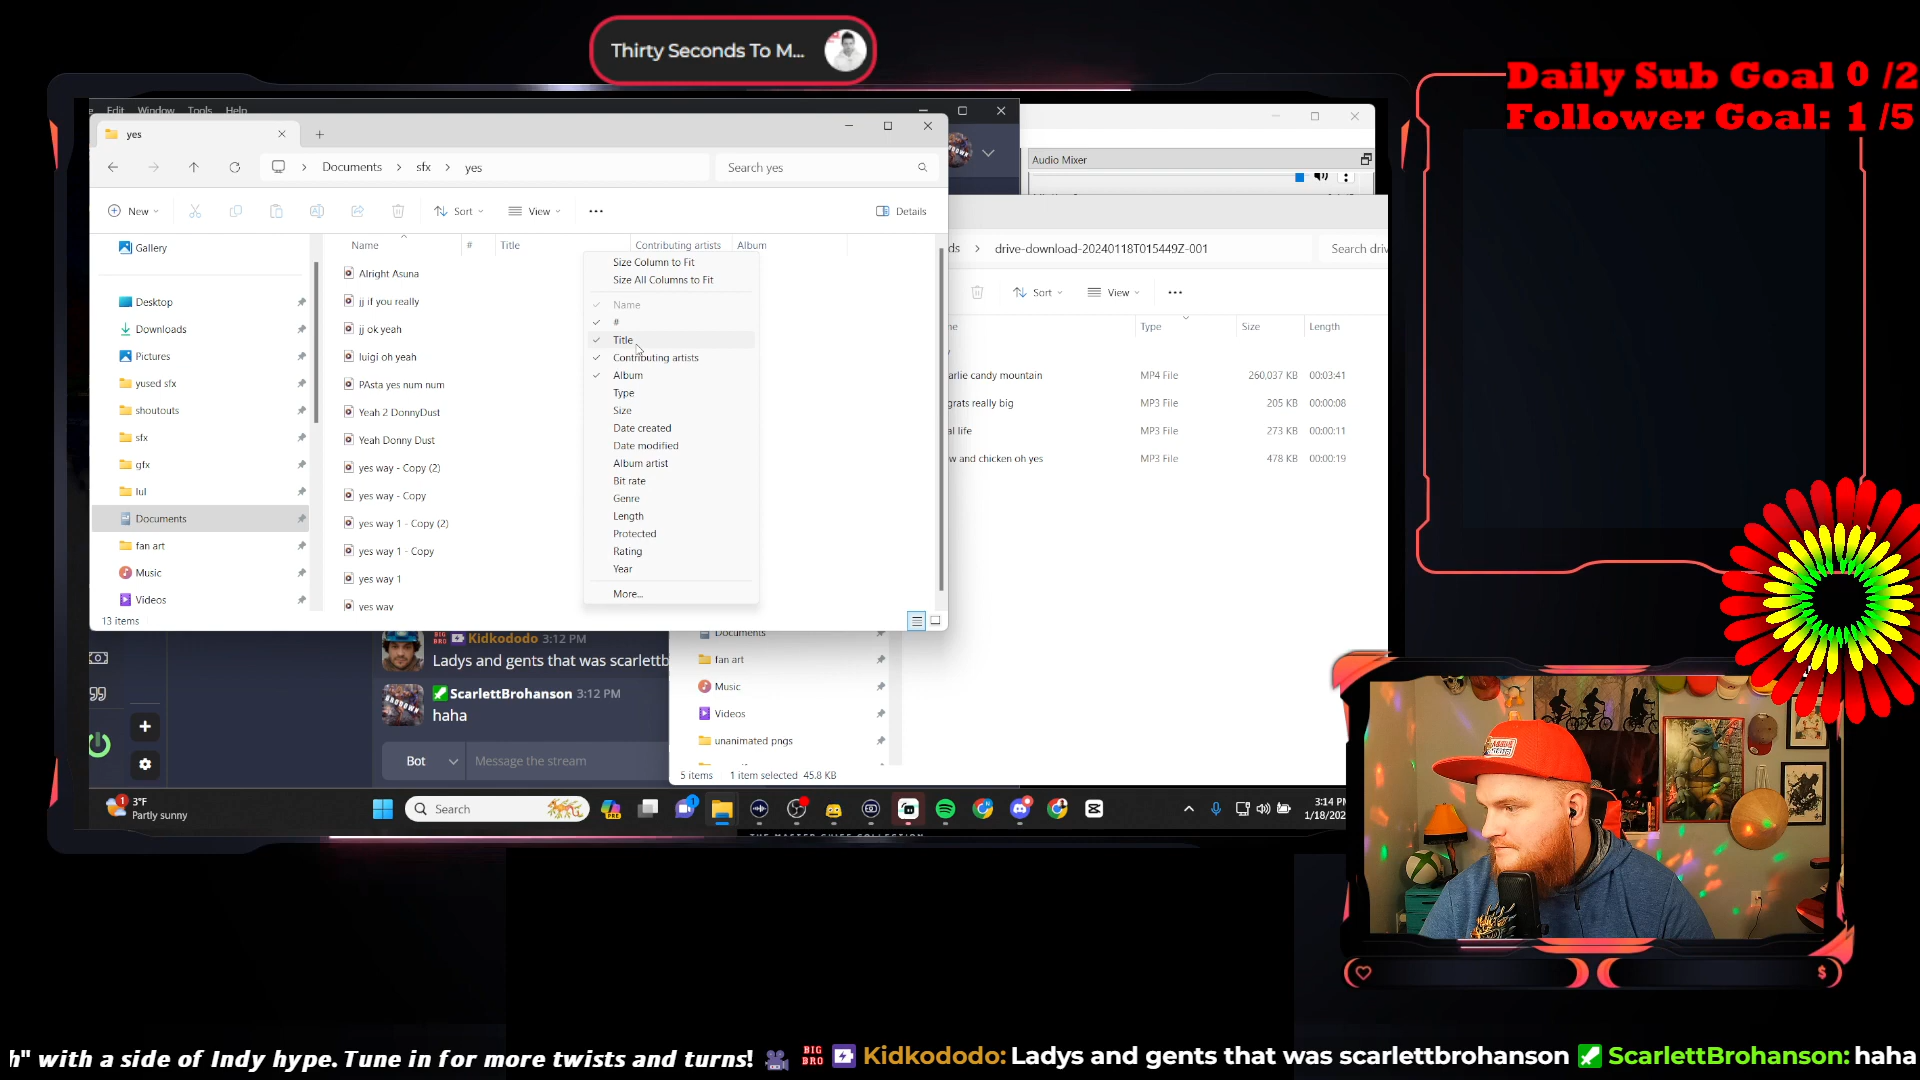 Thirty Seconds To M...
Daily Sub Goal 0 /2
Follower Goal: 1 /5
Edit Window Tools Help
yes
Documents > sfx > yes
Search yes
New Sort View ... Details
Gallery
Desktop
Downloads
Pictures
yused sfx
shoutouts
sfx
gfx
lul
Documents
fan art
Music
Videos
Name # Title Contributing artists Album
Alright Asuna
jj if you really
jj ok yeah
luigi oh yeah
PAsta yes num num
Yeah 2 DonnyDust
Yeah Donny Dust
yes way - Copy (2)
yes way - Copy
yes way 1 - Copy (2)
yes way 1 - Copy
yes way 1
yes way
13 items
Size Column to Fit
Size All Columns to Fit
Name
#
Title
Contributing artists
Album
Type
Size
Date created
Date modified
Album artist
Bit rate
Genre
Length
Protected
Rating
Year
More...
Audio Mixer
ds > drive-download-20240118T015449Z-001
Search driv
Sort View ...
ne Type Size Length
arlie candy mountain MP4 File 260,037 KB 00:03:41
grats really big MP3 File 205 KB 00:00:08
al life MP3 File 273 KB 00:00:11
w and chicken oh yes MP3 File 478 KB 00:00:19
Documents
fan art
Music
Videos
unanimated pngs
5 items 1 item selected 45.8 KB
BIG BRO Kidkododo 3:12 PM
Ladys and gents that was scarlettb
ScarlettBrohanson 3:12 PM
haha
Bot Message the stream
3°F
Partly sunny
Search
3:14 PM
1/18/202
THE MASTER CHIEF COLLECTION
h" with a side of Indy hype. Tune in for more twists and turns! BIG BRO Kidkododo: Ladys and gents that was scarlettbrohanson ScarlettBrohanson: haha